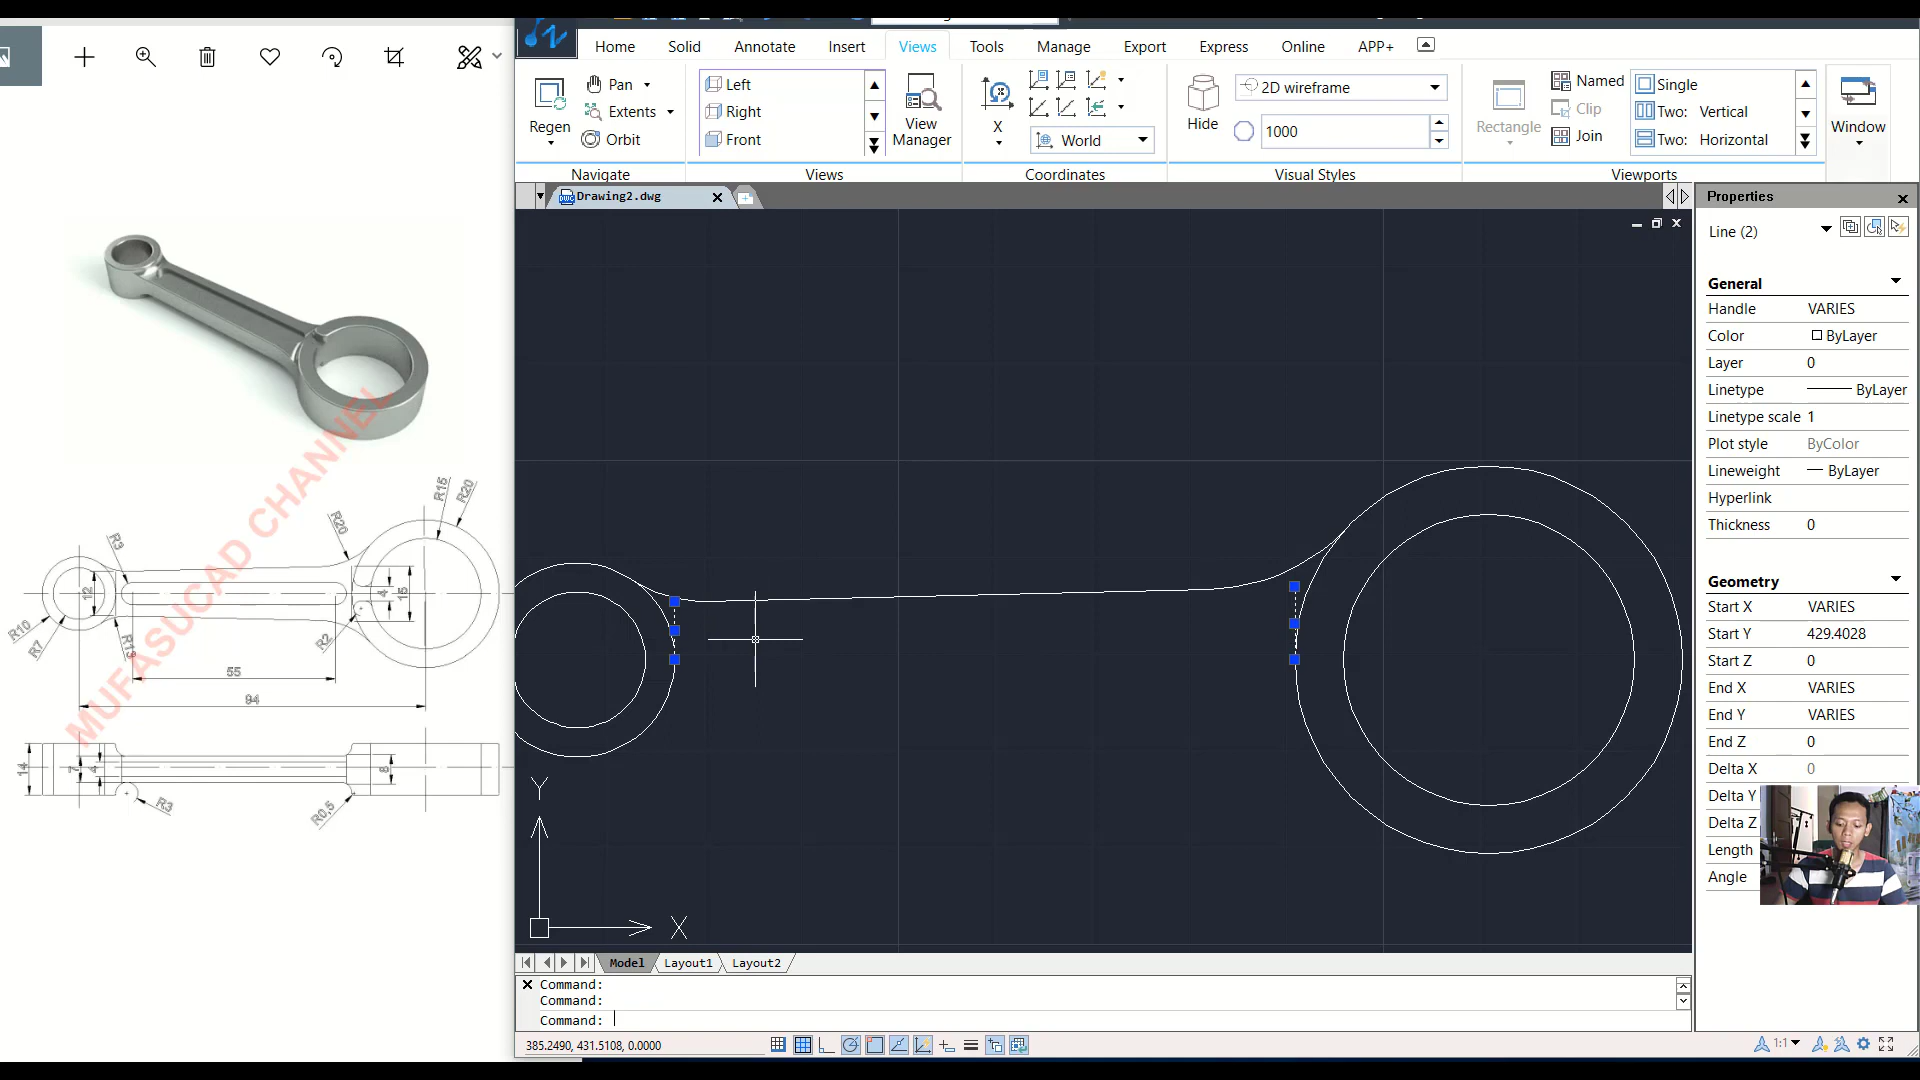 Home Solid Annotate Insert Views Tools Manage Export Express Online APP+
Regen
Pan
Extents
Orbit
Left
Right
Front
View
Manager
X
World
Hide
2D wireframe
1000
Rectangle
Named
Clip
Join
Single
Two: Vertical
Two: Horizontal
Window
Navigate Views Coordinates Visual Styles Viewports
Drawing2.dwg
Properties
Line (2)
General
Handle VARIES
Color ByLayer
Layer 0
Linetype ByLayer
Linetype scale 1
Plot style ByColor
Lineweight ByLayer
Hyperlink
Thickness 0
Geometry
Start X VARIES
Start Y 429.4028
Start Z 0
End X VARIES
End Y VARIES
End Z 0
Delta X 0
Delta Y
Delta Z
Length
Angle
MUFASUCAD CHANNEL
R15
R20
R20
R3
12
4
15
R10
R7
R2
55
94
14
7
4
8
R3
R0,5
Y
X
Model Layout1 Layout2
Command:
Command:
Command:
385.2490, 431.5108, 0.0000
1:1